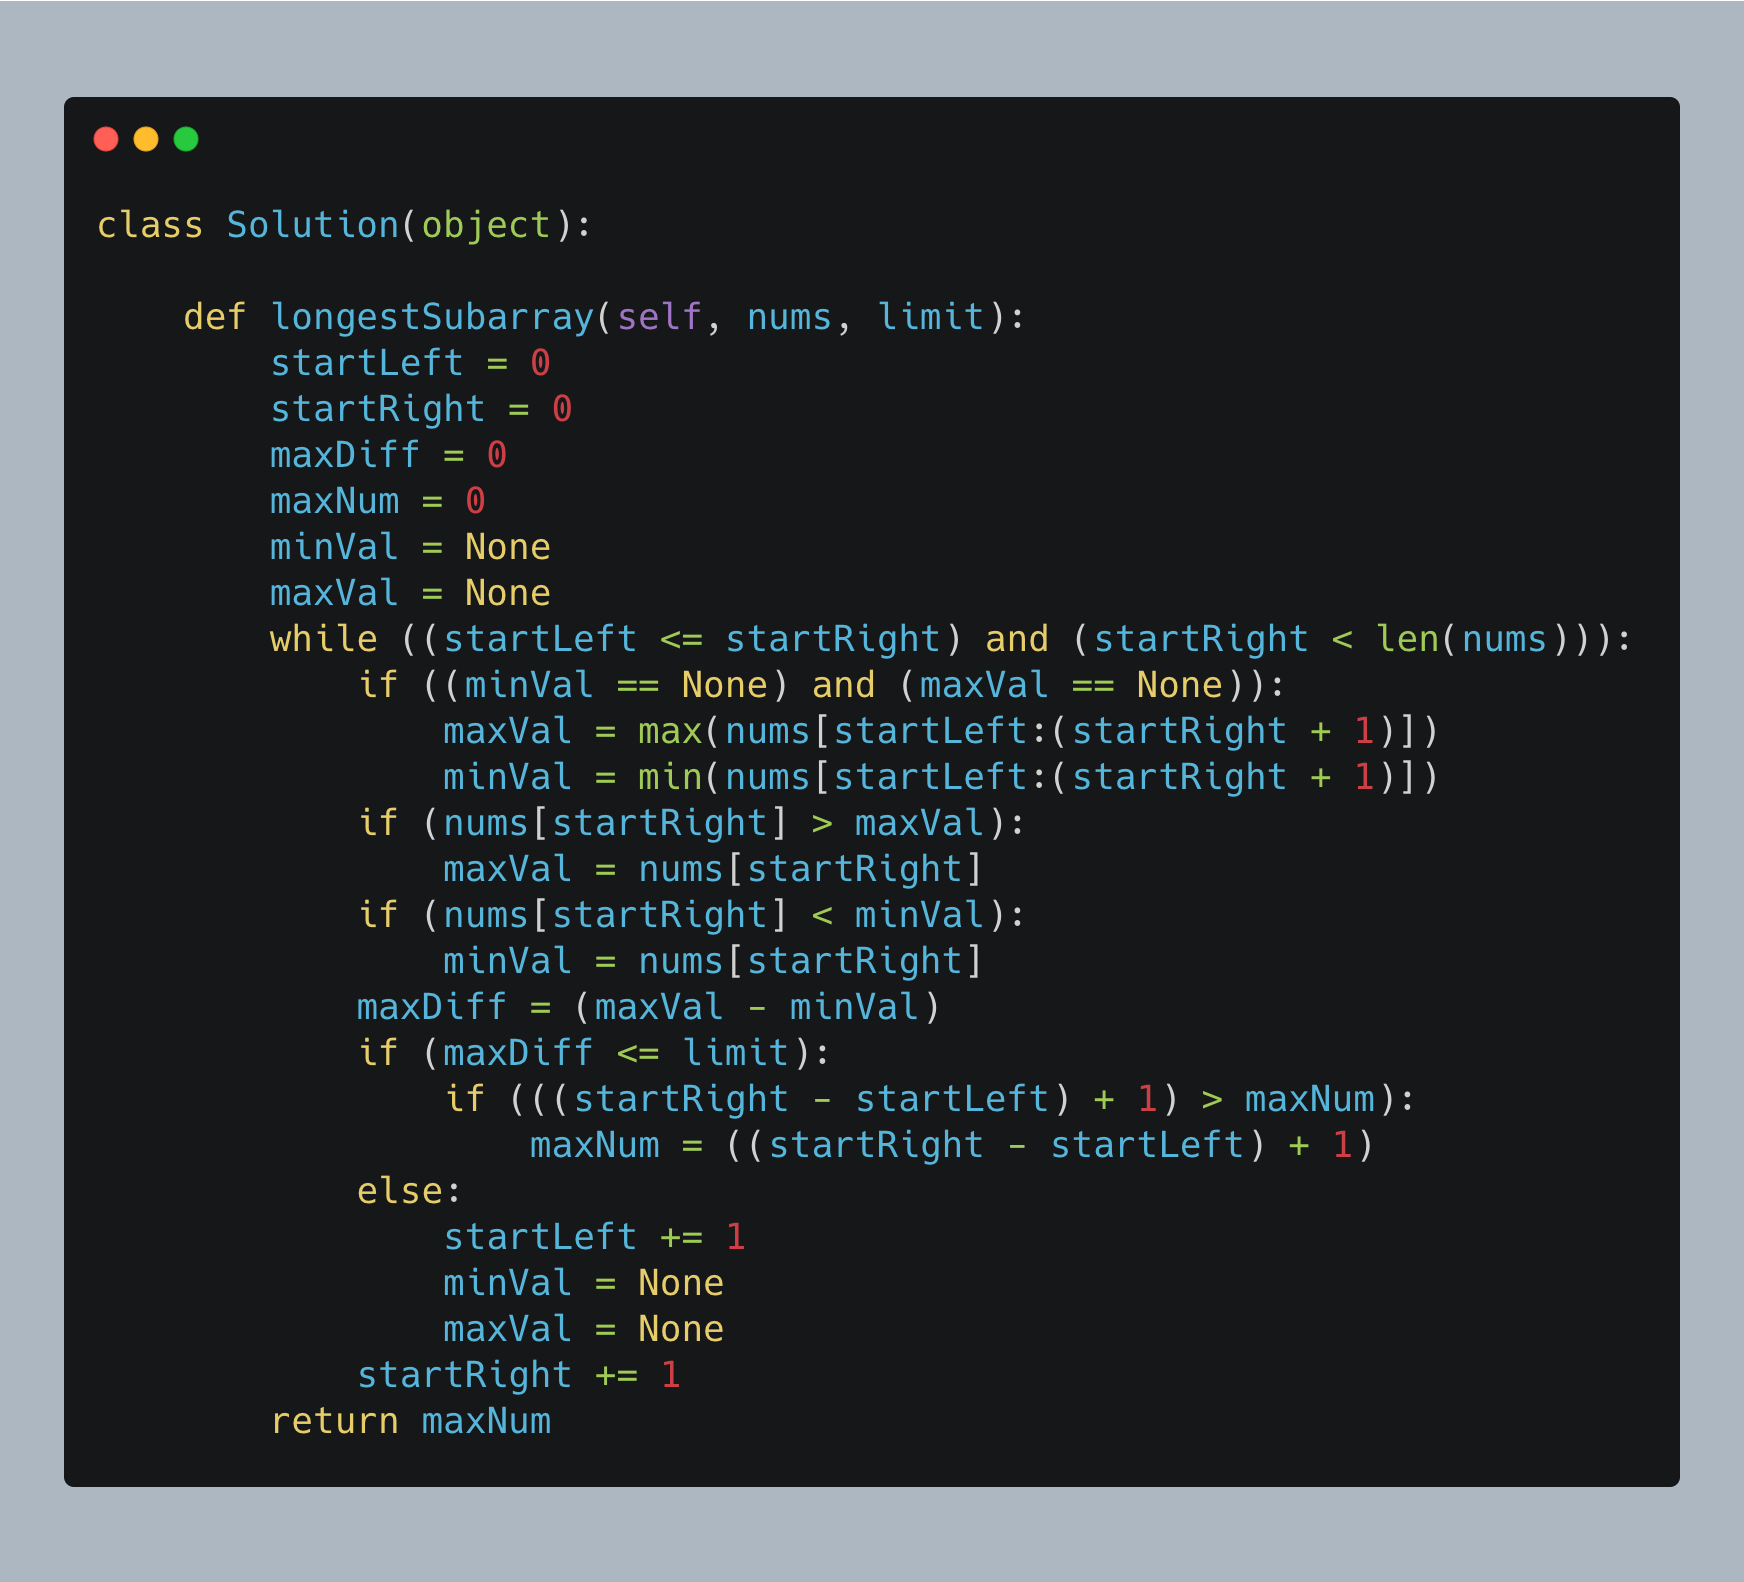 class Solution(object):

    def longestSubarray(self, nums, limit):
        startLeft = 0
        startRight = 0
        maxDiff = 0
        maxNum = 0
        minVal = None
        maxVal = None
        while ((startLeft <= startRight) and (startRight < len(nums))):
            if ((minVal == None) and (maxVal == None)):
                maxVal = max(nums[startLeft:(startRight + 1)])
                minVal = min(nums[startLeft:(startRight + 1)])
            if (nums[startRight] > maxVal):
                maxVal = nums[startRight]
            if (nums[startRight] < minVal):
                minVal = nums[startRight]
            maxDiff = (maxVal - minVal)
            if (maxDiff <= limit):
                if (((startRight - startLeft) + 1) > maxNum):
                    maxNum = ((startRight - startLeft) + 1)
            else:
                startLeft += 1
                minVal = None
                maxVal = None
            startRight += 1
        return maxNum